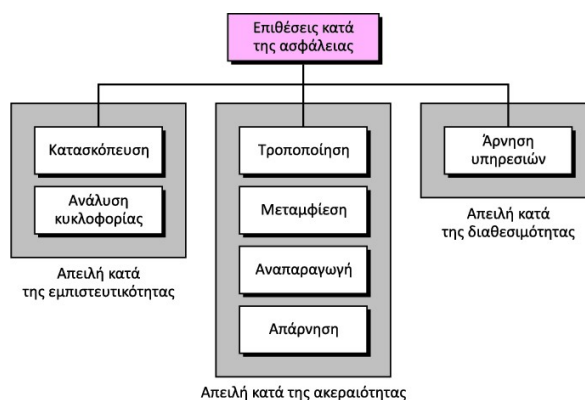 Επιθέσεις κατά
της ασφάλειας
Κατασκόπευση
Ανάλυση
κυκλοφορίας
Απειλή κατά
της εμπιστευτικότητας
Τροποποίηση
Μεταμφίεση
Αναπαραγωγή
Απάρνηση
Απειλή κατά της ακεραιότητας
Άρνηση
υπηρεσιών
Απειλή κατά
της διαθεσιμότητας